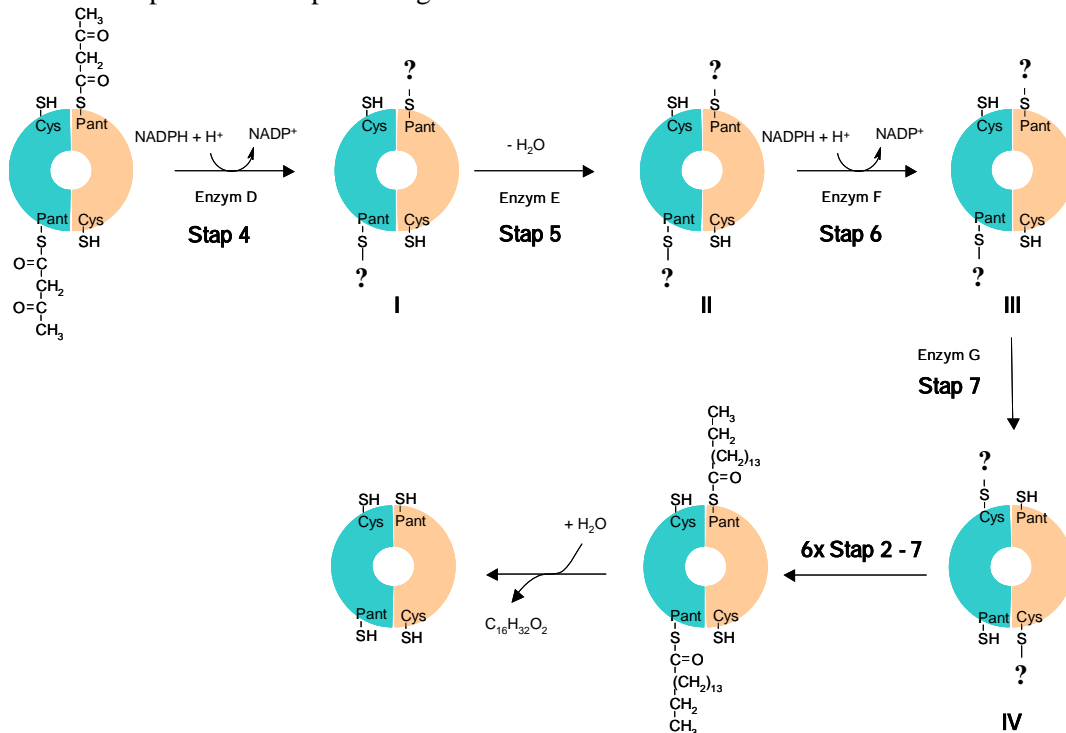 CH₃
C=O
CH₂
C=O
SH S
Cys Pant
Pant Cys
S SH
O=C
CH₂
O=C
CH₃
NADPH + H⁺ NADP⁺
Enzym D
Stap 4
?
SH S
Cys Pant
Pant Cys
S SH
?
I
- H₂O
Enzym E
Stap 5
?
SH S
Cys Pant
Pant Cys
S SH
?
II
NADPH + H⁺ NADP⁺
Enzym F
Stap 6
?
SH S
Cys Pant
Pant Cys
S SH
?
III
Enzym G
Stap 7
?
S SH
Cys Pant
Pant Cys
SH S
?
IV
6x Stap 2 - 7
CH₃
CH₂
(CH₂)₁₃
C=O
SH S
Cys Pant
Pant Cys
S SH
C=O
(CH₂)₁₃
CH₂
CH₃
+ H₂O
C₁₆H₃₂O₂
SH SH
Cys Pant
Pant Cys
SH SH